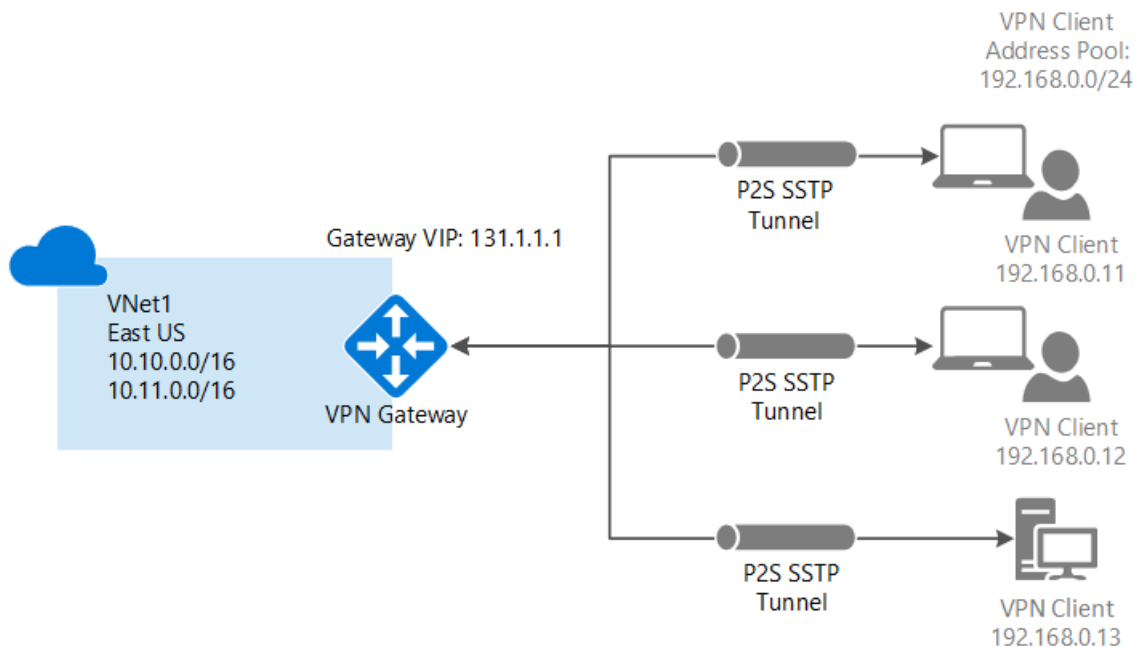 VPN Client
Address Pool:
192.168.0.0/24
P2S SSTP
Tunnel
VPN Client
192.168.0.11
Gateway VIP: 131.1.1.1
VNet1
East US
10.10.0.0/16
10.11.0.0/16
VPN Gateway
P2S SSTP
Tunnel
VPN Client
192.168.0.12
P2S SSTP
Tunnel
VPN Client
192.168.0.13